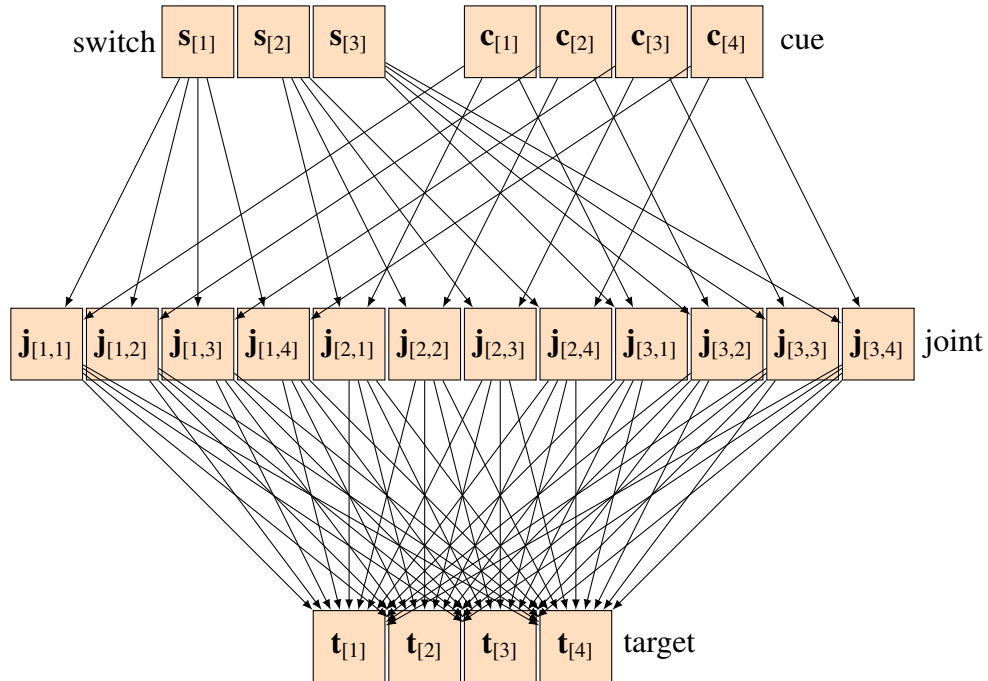 switch s[1] s[2] s[3] c[1] c[2] c[3] c[4] cue
j[1,1] j[1,2] j[1,3] j[1,4] j[2,1] j[2,2] j[2,3] j[2,4] j[3,1] j[3,2] j[3,3] j[3,4] joint
t[1] t[2] t[3] t[4] target